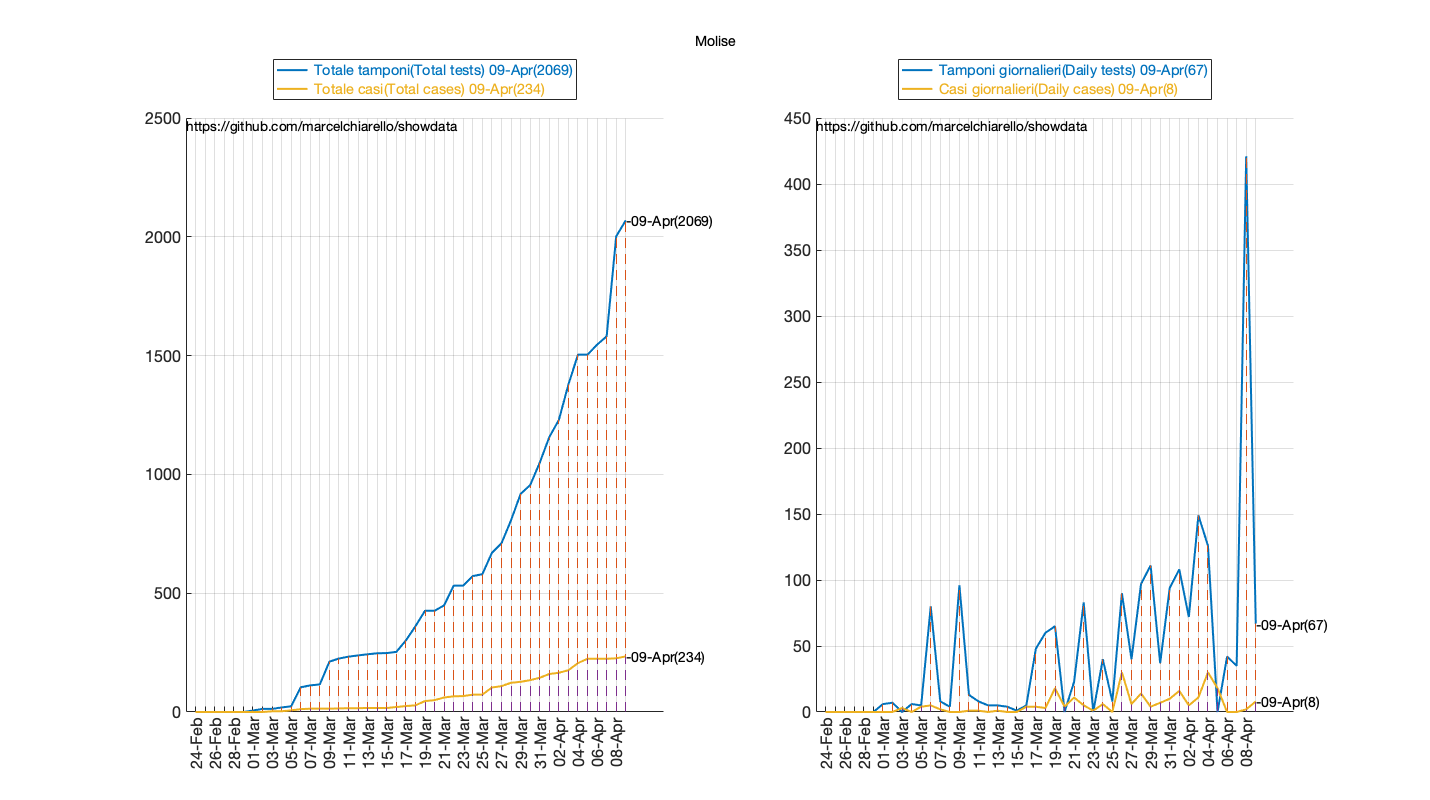 Molise
Totale tamponi(Total tests) 09-Apr(2069)
Totale casi(Total cases) 09-Apr(234)
https://github.com/marcelchiarello/showdata
2500
2000
1500
1000
500
0
-09-Apr(2069)
-09-Apr(234)
24-Feb
26-Feb
28-Feb
01-Mar
03-Mar
05-Mar
07-Mar
09-Mar
11-Mar
13-Mar
15-Mar
17-Mar
19-Mar
21-Mar
23-Mar
25-Mar
27-Mar
29-Mar
31-Mar
02-Apr
04-Apr
06-Apr
08-Apr
Tamponi giornalieri(Daily tests) 09-Apr(67)
Casi giornalieri(Daily cases) 09-Apr(8)
https://github.com/marcelchiarello/showdata
450
400
350
300
250
200
150
100
50
0
-09-Apr(67)
-09-Apr(8)
24-Feb
26-Feb
28-Feb
01-Mar
03-Mar
05-Mar
07-Mar
09-Mar
11-Mar
13-Mar
15-Mar
17-Mar
19-Mar
21-Mar
23-Mar
25-Mar
27-Mar
29-Mar
31-Mar
02-Apr
04-Apr
06-Apr
08-Apr